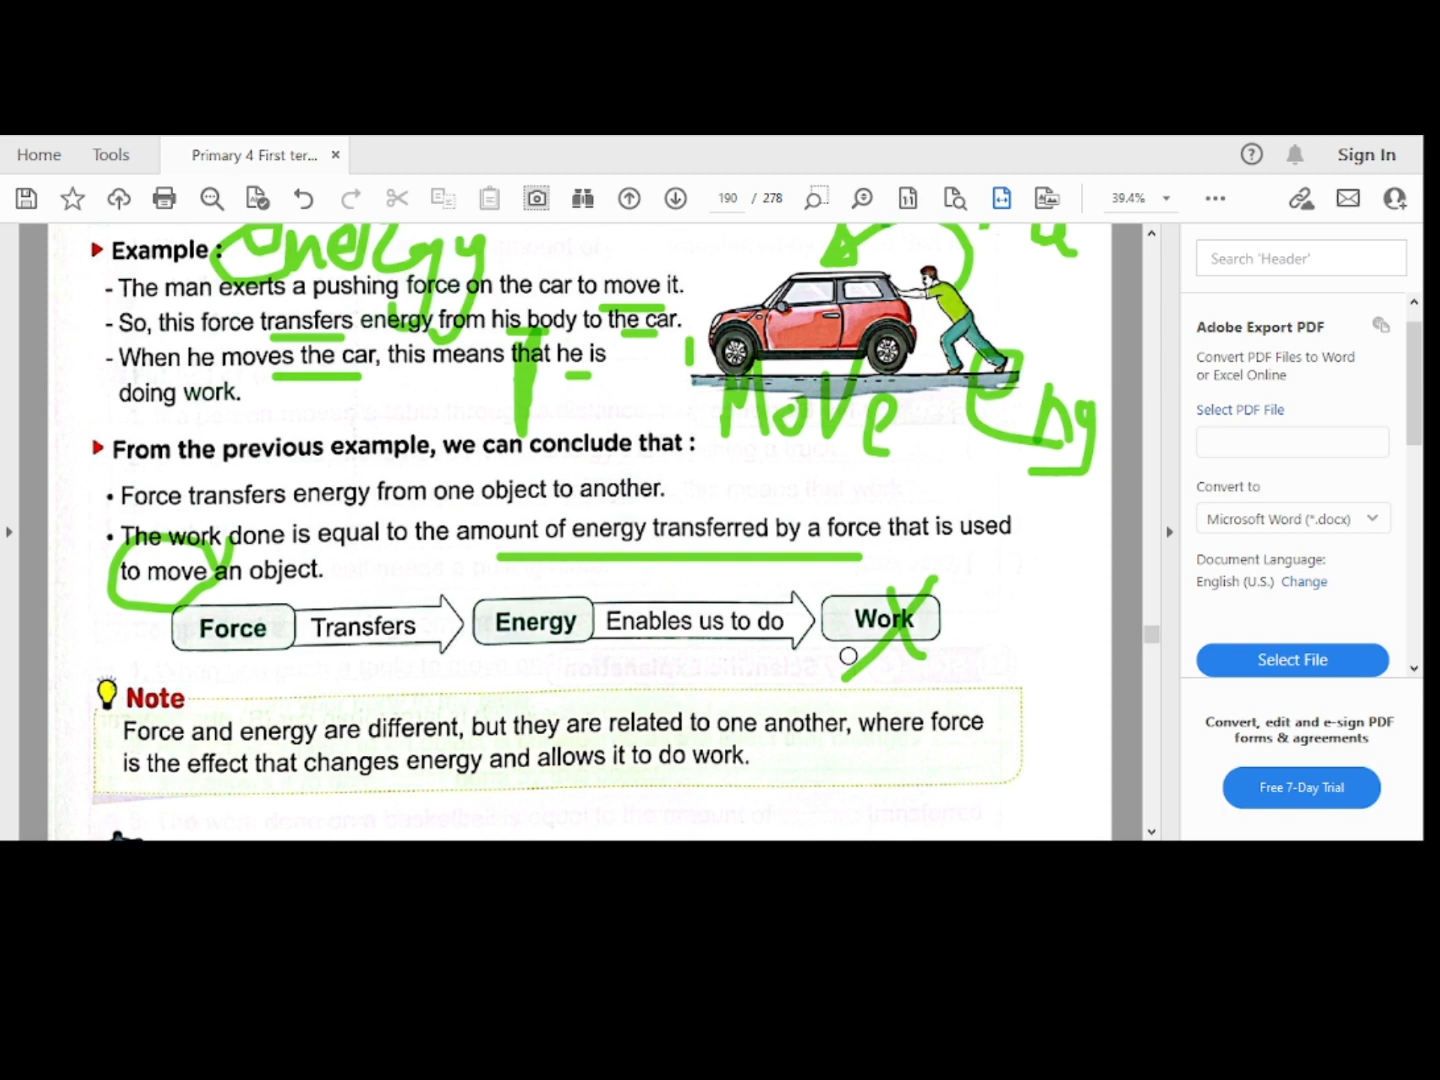 Home Tools Primary 4 First ter... × Sign In
190 / 278 39.4%
energy
Example :
- The man exerts a pushing force on the car to move it.
- So, this force transfers energy from his body to the car.
- When he moves the car, this means that he is
doing work.
Move
From the previous example, we can conclude that :
• Force transfers energy from one object to another.
• The work done is equal to the amount of energy transferred by a force that is used
to move an object.
Force Transfers Energy Enables us to do Work
Note
Force and energy are different, but they are related to one another, where force
is the effect that changes energy and allows it to do work.
Search 'Header'
Adobe Export PDF
Convert PDF Files to Word
or Excel Online
Select PDF File
Convert to
Microsoft Word (*.docx)
Document Language:
English (U.S.) Change
Select File
Convert, edit and e-sign PDF
forms & agreements
Free 7-Day Trial